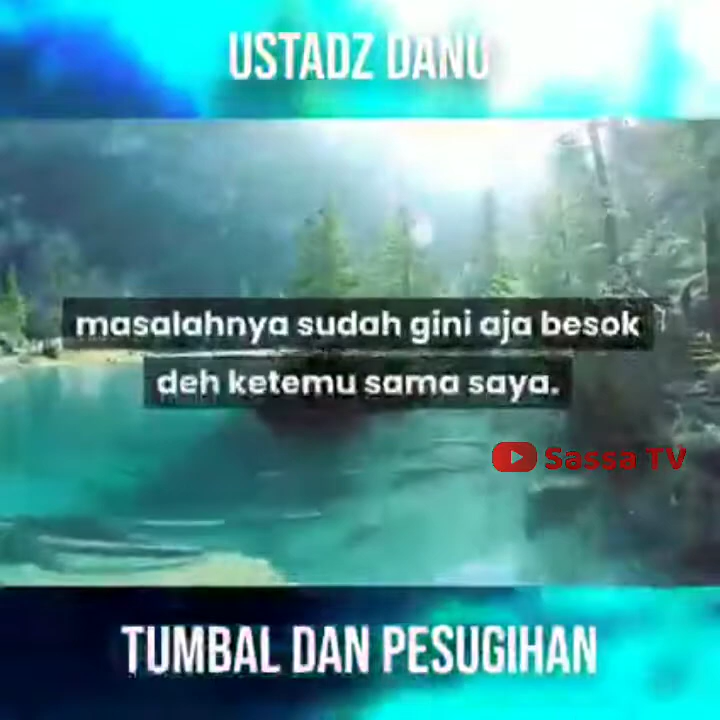 USTADZ DANU
masalahnya sudah gini aja besok
deh ketemu sama saya.
Sassa TV
TUMBAL DAN PESUGIHAN